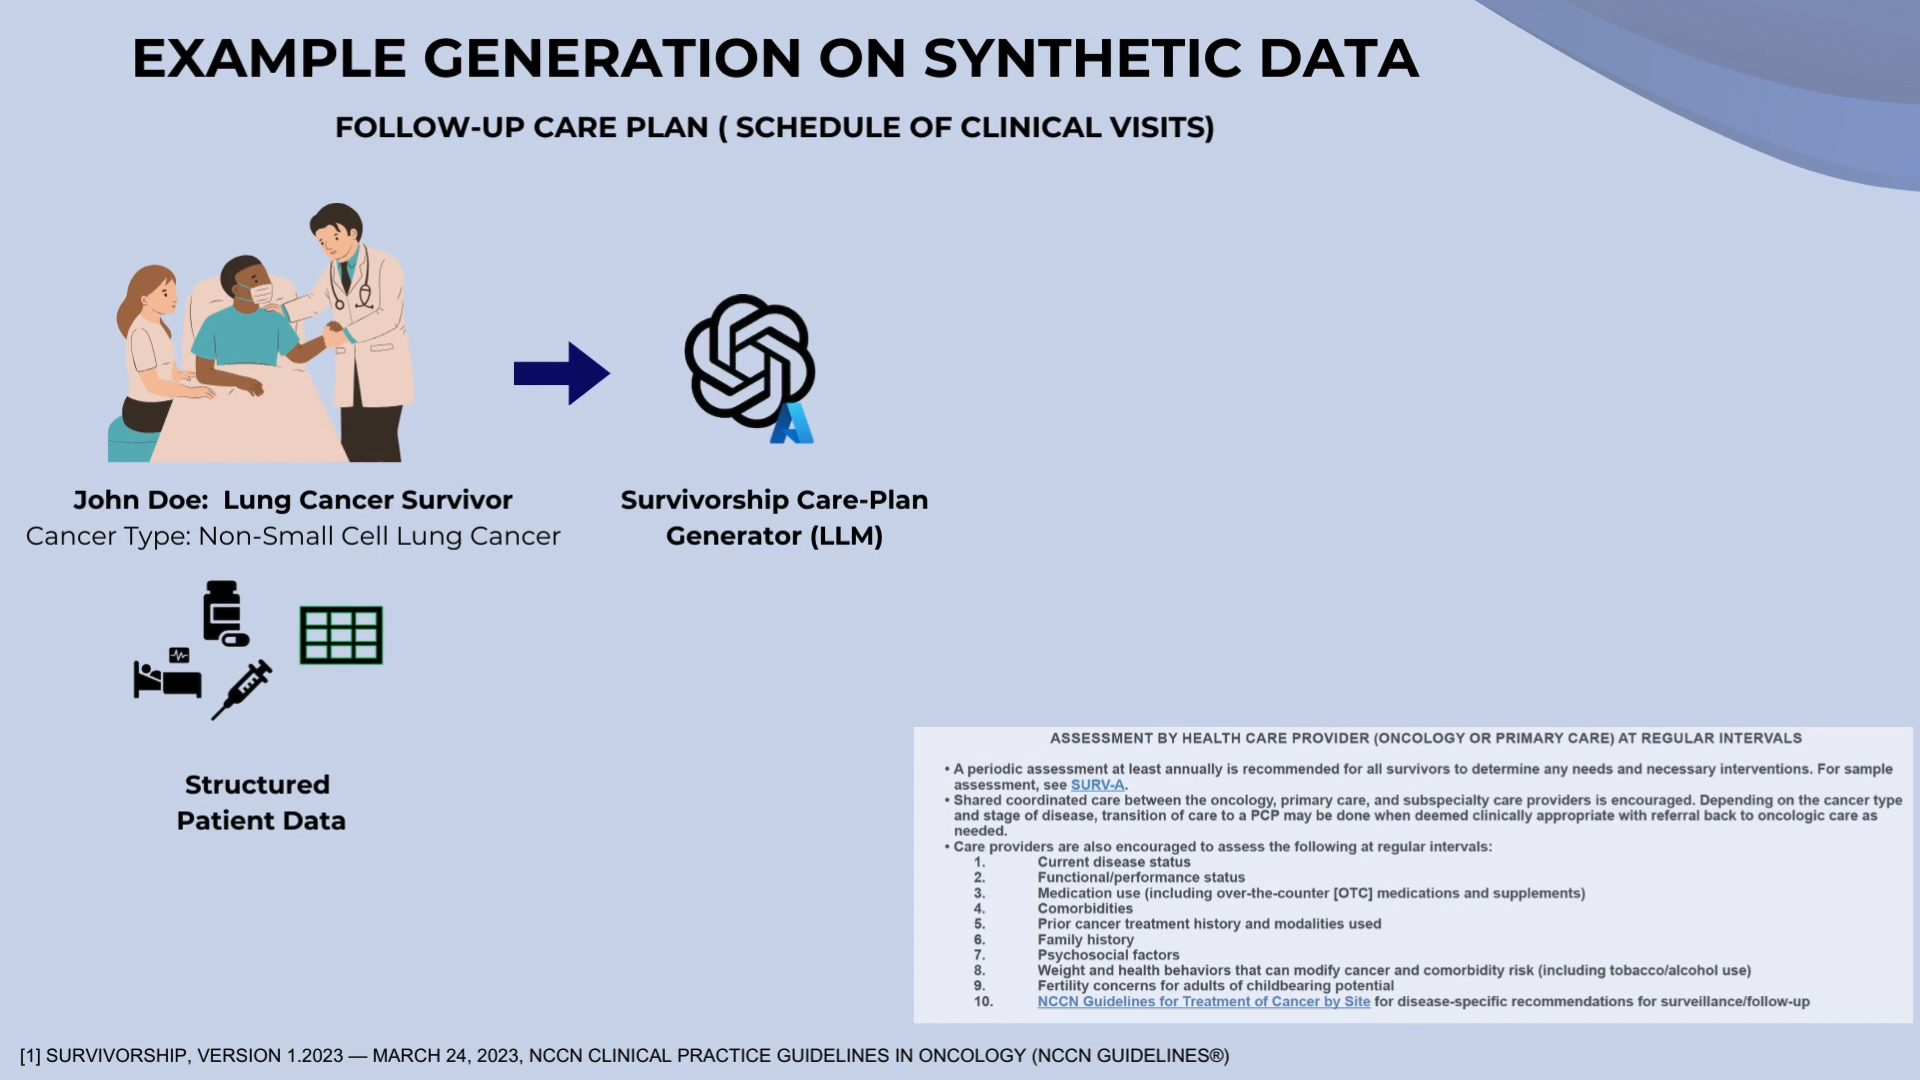 EXAMPLE GENERATION ON SYNTHETIC DATA
FOLLOW-UP CARE PLAN ( SCHEDULE OF CLINICAL VISITS)
John Doe: Lung Cancer Survivor
Cancer Type: Non-Small Cell Lung Cancer
Survivorship Care-Plan
Generator (LLM)
Structured
Patient Data
ASSESSMENT BY HEALTH CARE PROVIDER (ONCOLOGY OR PRIMARY CARE) AT REGULAR INTERVALS
• A periodic assessment at least annually is recommended for all survivors to determine any needs and necessary interventions. For sample
assessment, see SURV-A.
• Shared coordinated care between the oncology, primary care, and subspecialty care providers is encouraged. Depending on the cancer type
and stage of disease, transition of care to a PCP may be done when deemed clinically appropriate with referral back to oncologic care as
needed.
• Care providers are also encouraged to assess the following at regular intervals:
1. Current disease status
2. Functional/performance status
3. Medication use (including over-the-counter [OTC] medications and supplements)
4. Comorbidities
5. Prior cancer treatment history and modalities used
6. Family history
7. Psychosocial factors
8. Weight and health behaviors that can modify cancer and comorbidity risk (including tobacco/alcohol use)
9. Fertility concerns for adults of childbearing potential
10. NCCN Guidelines for Treatment of Cancer by Site for disease-specific recommendations for surveillance/follow-up
[1] SURVIVORSHIP, VERSION 1.2023 — MARCH 24, 2023, NCCN CLINICAL PRACTICE GUIDELINES IN ONCOLOGY (NCCN GUIDELINES®)